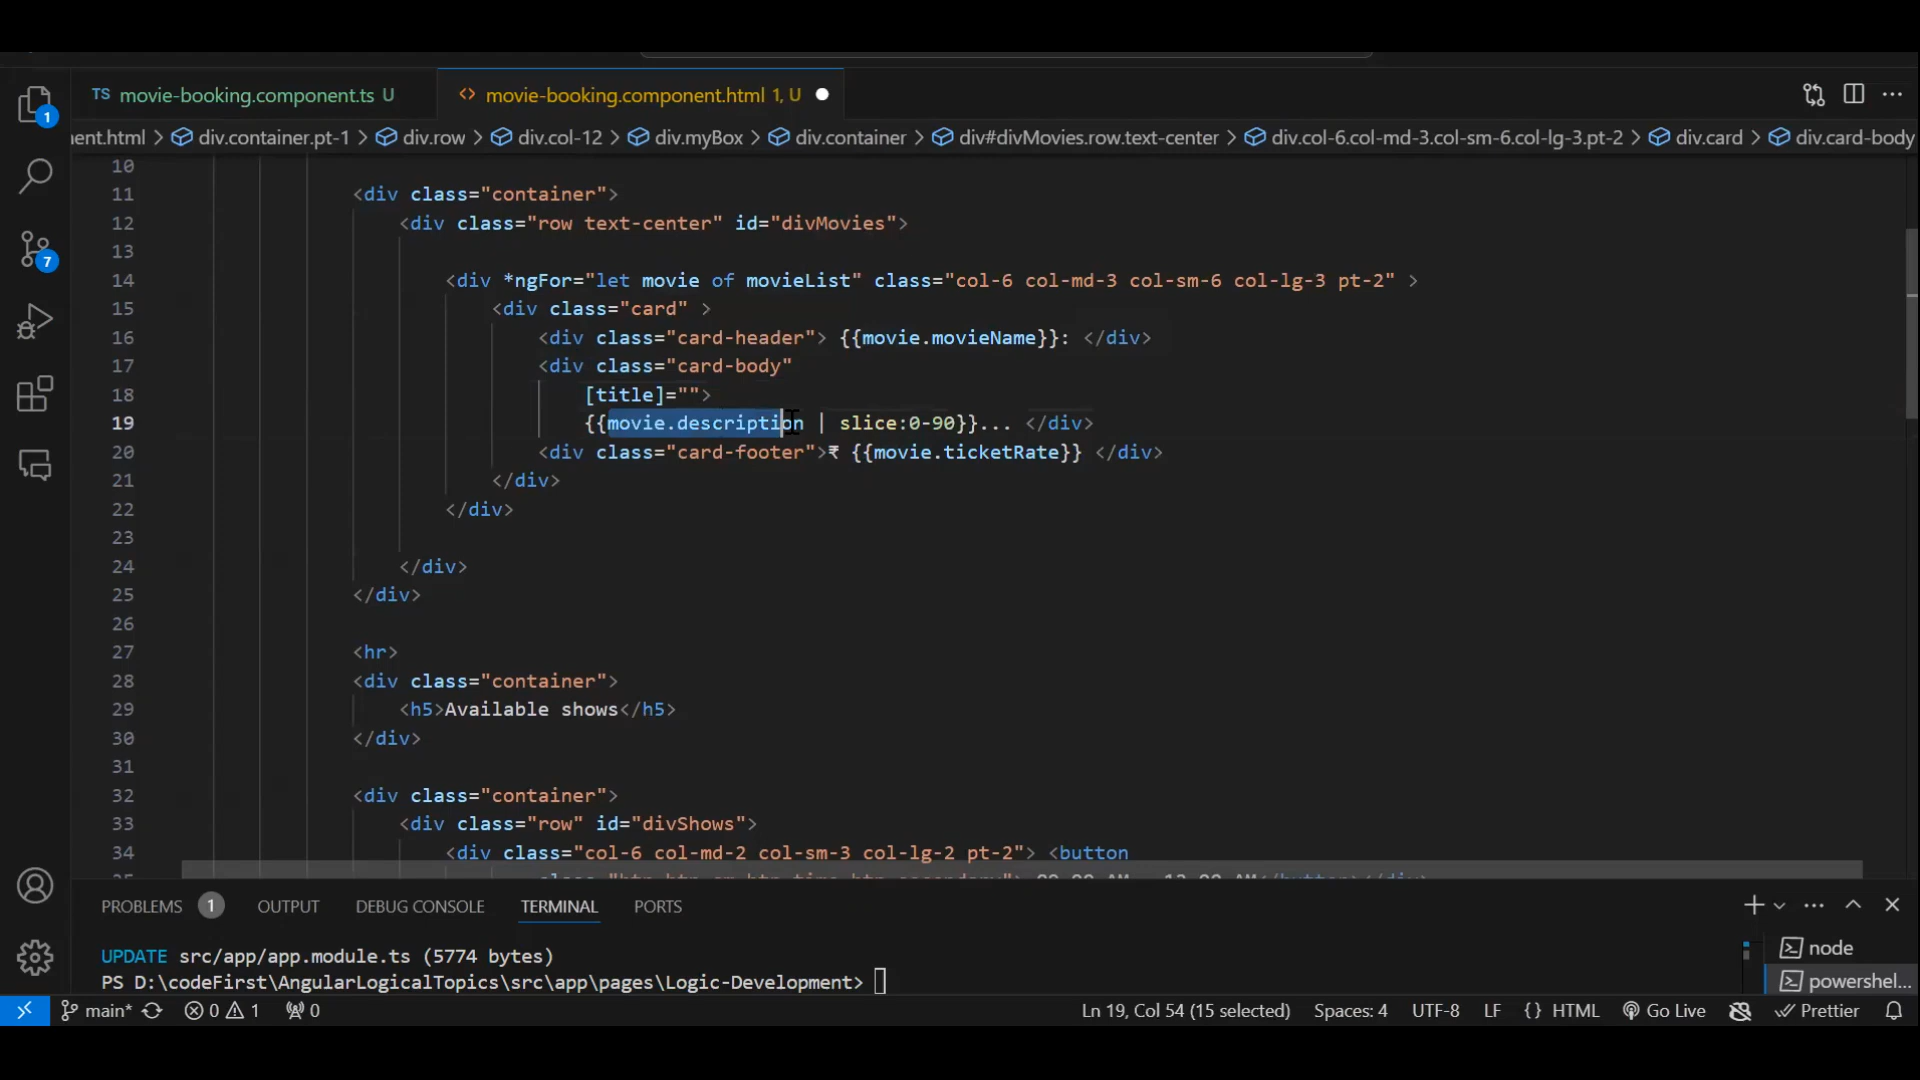 TS movie-booking.component.ts U
<> movie-booking.component.html 1, U
1
ent.html > div.container.pt-1 > div.row > div.col-12 > div.myBox > div.container > div#divMovies.row.text-center > div.col-6.col-md-3.col-sm-6.col-lg-3.pt-2 > div.card > div.card-body
10
11 <div class="container">
12 <div class="row text-center" id="divMovies">
13
14 <div *ngFor="let movie of movieList" class="col-6 col-md-3 col-sm-6 col-lg-3 pt-2" >
15 <div class="card" >
16 <div class="card-header"> {{movie.movieName}}: </div>
17 <div class="card-body"
18 [title]="">
19 {{movie.description | slice:0-90}}... </div>
20 <div class="card-footer">₹ {{movie.ticketRate}} </div>
21 </div>
22 </div>
23
24 </div>
25 </div>
26
27 <hr>
28 <div class="container">
29 <h5>Available shows</h5>
30 </div>
31
32 <div class="container">
33 <div class="row" id="divShows">
34 <div class="col-6 col-md-2 col-sm-3 col-lg-2 pt-2"> <button
7
PROBLEMS 1 OUTPUT DEBUG CONSOLE TERMINAL PORTS
UPDATE src/app/app.module.ts (5774 bytes)
PS D:\codeFirst\AngularLogicalTopics\src\app\pages\Logic-Development>
node
powershel...
main* 0 1 0 Ln 19, Col 54 (15 selected) Spaces: 4 UTF-8 LF {} HTML Go Live Prettier